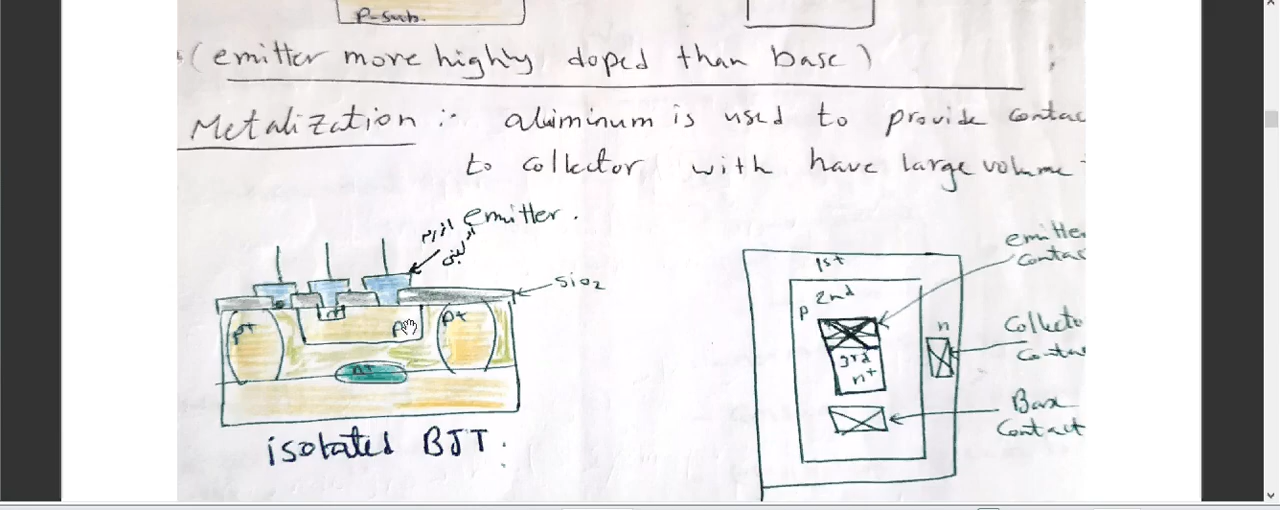 P-sub.
(emitter more highly doped than base)
Metalization :- aluminum is used to provide contac
to collector with have large volume
emitter.
SiO2
P+
n+
P
P+
n+
isolated BJT.
1st
2nd
P
3rd
n+
n
emitte
Contac
Collecto
Conta
Base
Contact